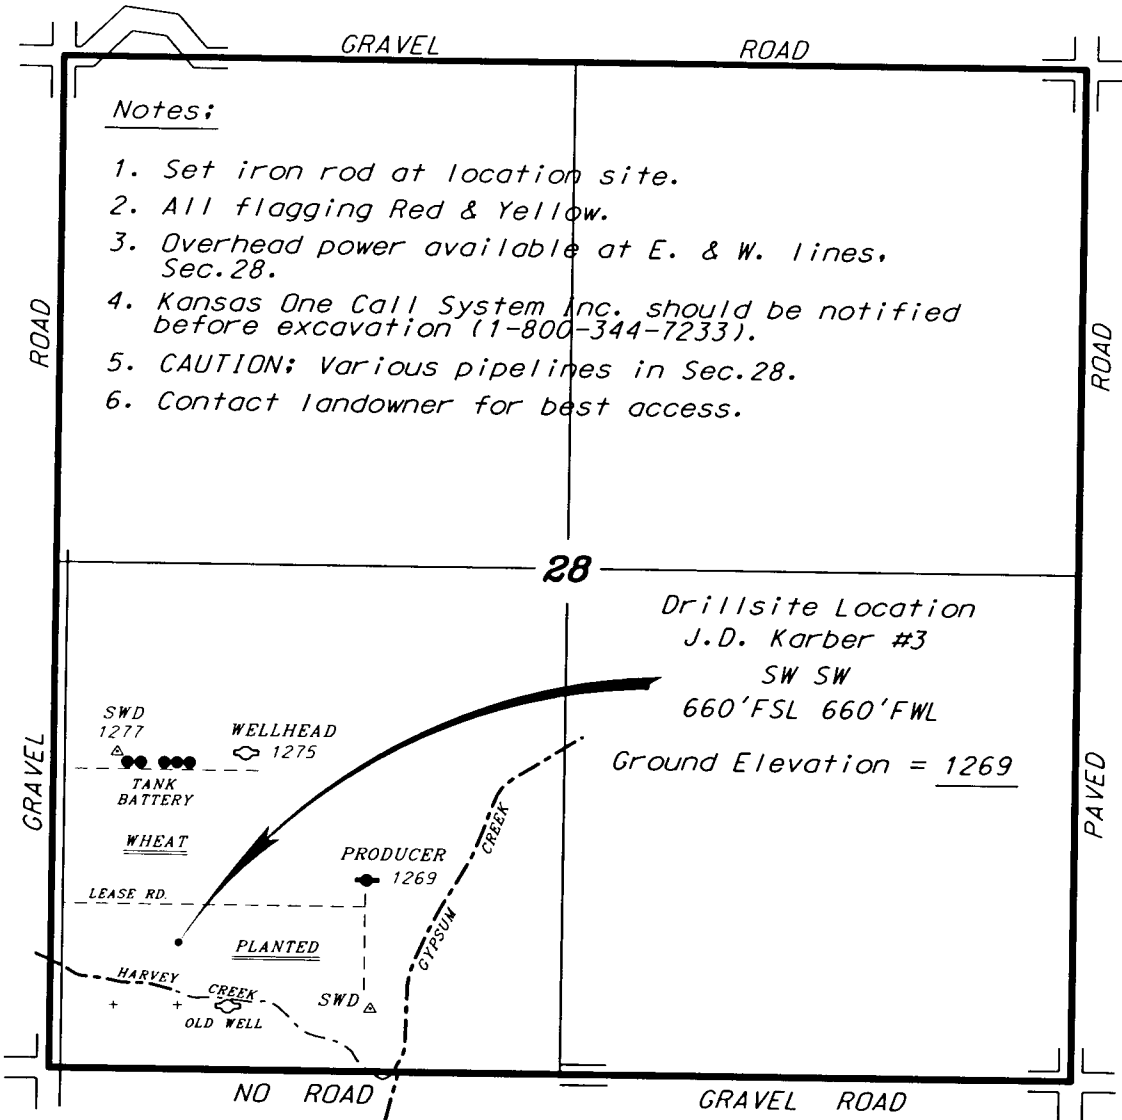 GRAVEL ROAD
Notes:
1. Set iron rod at location site.
2. All flagging Red & Yellow.
3. Overhead power available at E. & W. lines,
Sec.28.
4. Kansas One Call System Inc. should be notified
before excavation (1-800-344-7233).
5. CAUTION: Various pipelines in Sec.28.
6. Contact landowner for best access.
ROAD
ROAD
28
Drillsite Location
J.D. Karber #3
SW SW
660'FSL 660'FWL
Ground Elevation = 1269
SWD
1277
WELLHEAD
1275
TANK
BATTERY
GRAVEL
PAVED
WHEAT
PRODUCER
1269
LEASE RD.
GYPSUM CREEK
PLANTED
HARVEY CREEK
SWD
OLD WELL
NO ROAD
GRAVEL ROAD